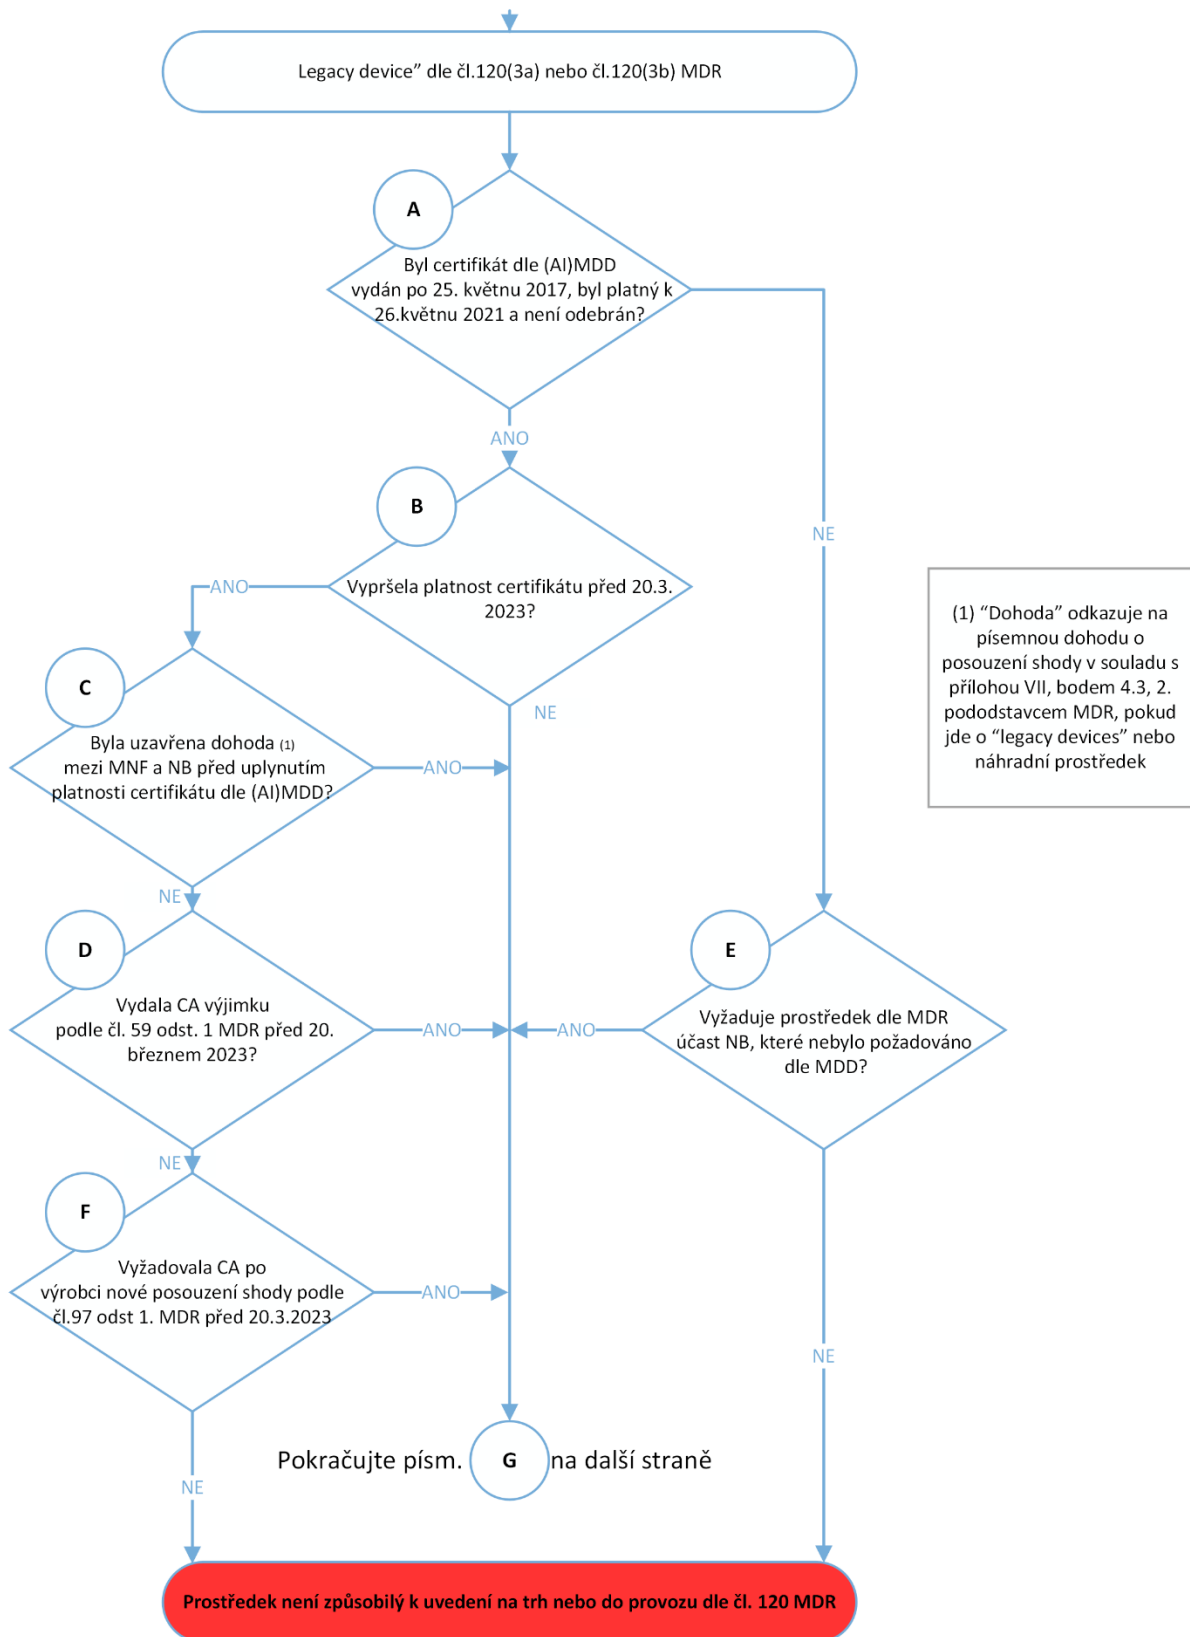 Legacy device” dle čl.120(3a) nebo čl.120(3b) MDR
A
Byl certifikát dle (AI)MDD
vydán po 25. květnu 2017, byl platný k
26.květnu 2021 a není odebrán?
ANO
NE
B
Vypršela platnost certifikátu před 20.3.
2023?
ANO
NE
(1) “Dohoda” odkazuje na
písemnou dohodu o
posouzení shody v souladu s
přílohou VII, bodem 4.3, 2.
pododstavcem MDR, pokud
jde o “legacy devices” nebo
náhradní prostředek
C
Byla uzavřena dohoda (1)
mezi MNF a NB před uplynutím
platnosti certifikátu dle (AI)MDD?
ANO
NE
D
Vydala CA výjimku
podle čl. 59 odst. 1 MDR před 20.
březnem 2023?
ANO
NE
E
Vyžaduje prostředek dle MDR
účast NB, které nebylo požadováno
dle MDD?
ANO
NE
F
Vyžadovala CA po
výrobci nové posouzení shody podle
čl.97 odst 1. MDR před 20.3.2023
ANO
NE
Pokračujte písm. G na další straně
Prostředek není způsobilý k uvedení na trh nebo do provozu dle čl. 120 MDR